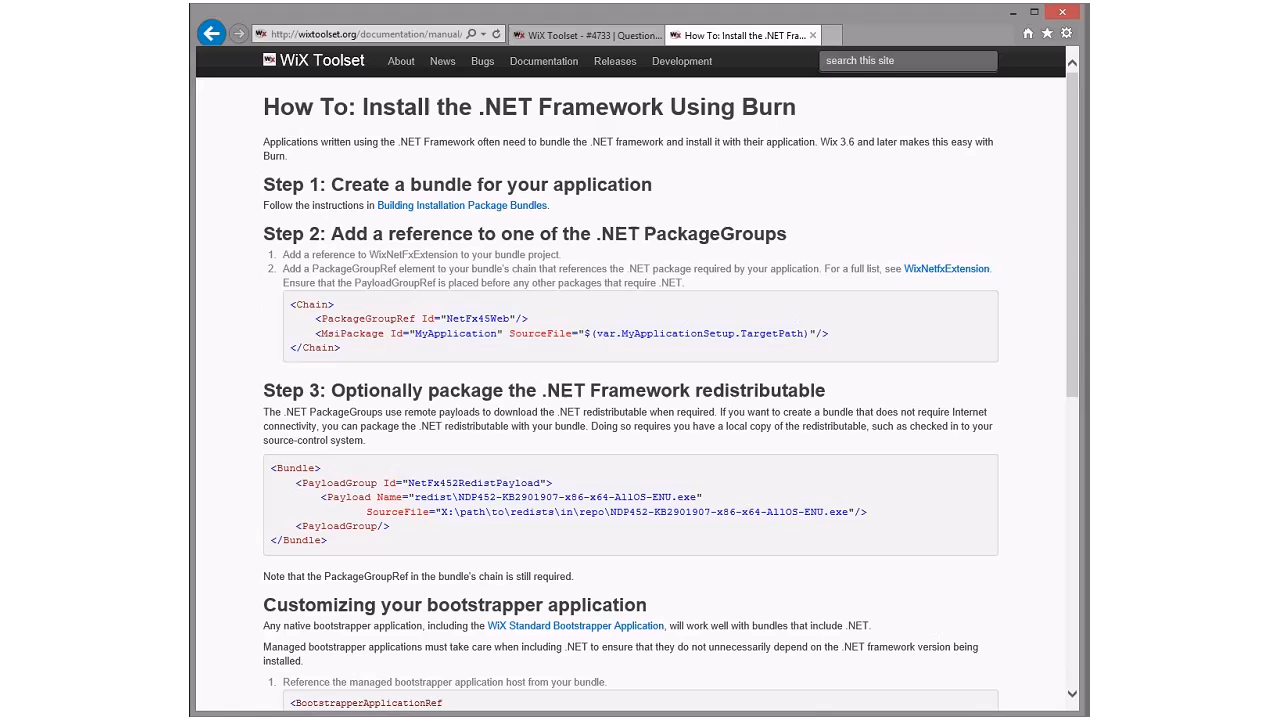 http://wixtoolset.org/documentation/manual/
WiX Toolset - #4733 | Question...
How To: Install the .NET Fra...
WiX Toolset
About
News
Bugs
Documentation
Releases
Development
search this site
How To: Install the .NET Framework Using Burn
Applications written using the .NET Framework often need to bundle the .NET framework and install it with their application. Wix 3.6 and later makes this easy with
Burn.
Step 1: Create a bundle for your application
Follow the instructions in Building Installation Package Bundles.
Step 2: Add a reference to one of the .NET PackageGroups
1. Add a reference to WixNetFxExtension to your bundle project.
2. Add a PackageGroupRef element to your bundle's chain that references the .NET package required by your application. For a full list, see WixNetfxExtension.
Ensure that the PayloadGroupRef is placed before any other packages that require .NET.
<Chain>
<PackageGroupRef Id="NetFx45Web"/>
<MsiPackage Id="MyApplication" SourceFile="$(var.MyApplicationSetup.TargetPath)"/>
</Chain>
Step 3: Optionally package the .NET Framework redistributable
The .NET PackageGroups use remote payloads to download the .NET redistributable when required. If you want to create a bundle that does not require Internet
connectivity, you can package the .NET redistributable with your bundle. Doing so requires you have a local copy of the redistributable, such as checked in to your
source-control system.
<Bundle>
<PayloadGroup Id="NetFx452RedistPayload">
<Payload Name="redist\NDP452-KB2901907-x86-x64-AllOS-ENU.exe"
SourceFile="X:\path\to\redists\in\repo\NDP452-KB2901907-x86-x64-AllOS-ENU.exe"/>
<PayloadGroup/>
</Bundle>
Note that the PackageGroupRef in the bundle's chain is still required.
Customizing your bootstrapper application
Any native bootstrapper application, including the WiX Standard Bootstrapper Application, will work well with bundles that include .NET.
Managed bootstrapper applications must take care when including .NET to ensure that they do not unnecessarily depend on the .NET framework version being
installed.
1. Reference the managed bootstrapper application host from your bundle.
<BootstrapperApplicationRef